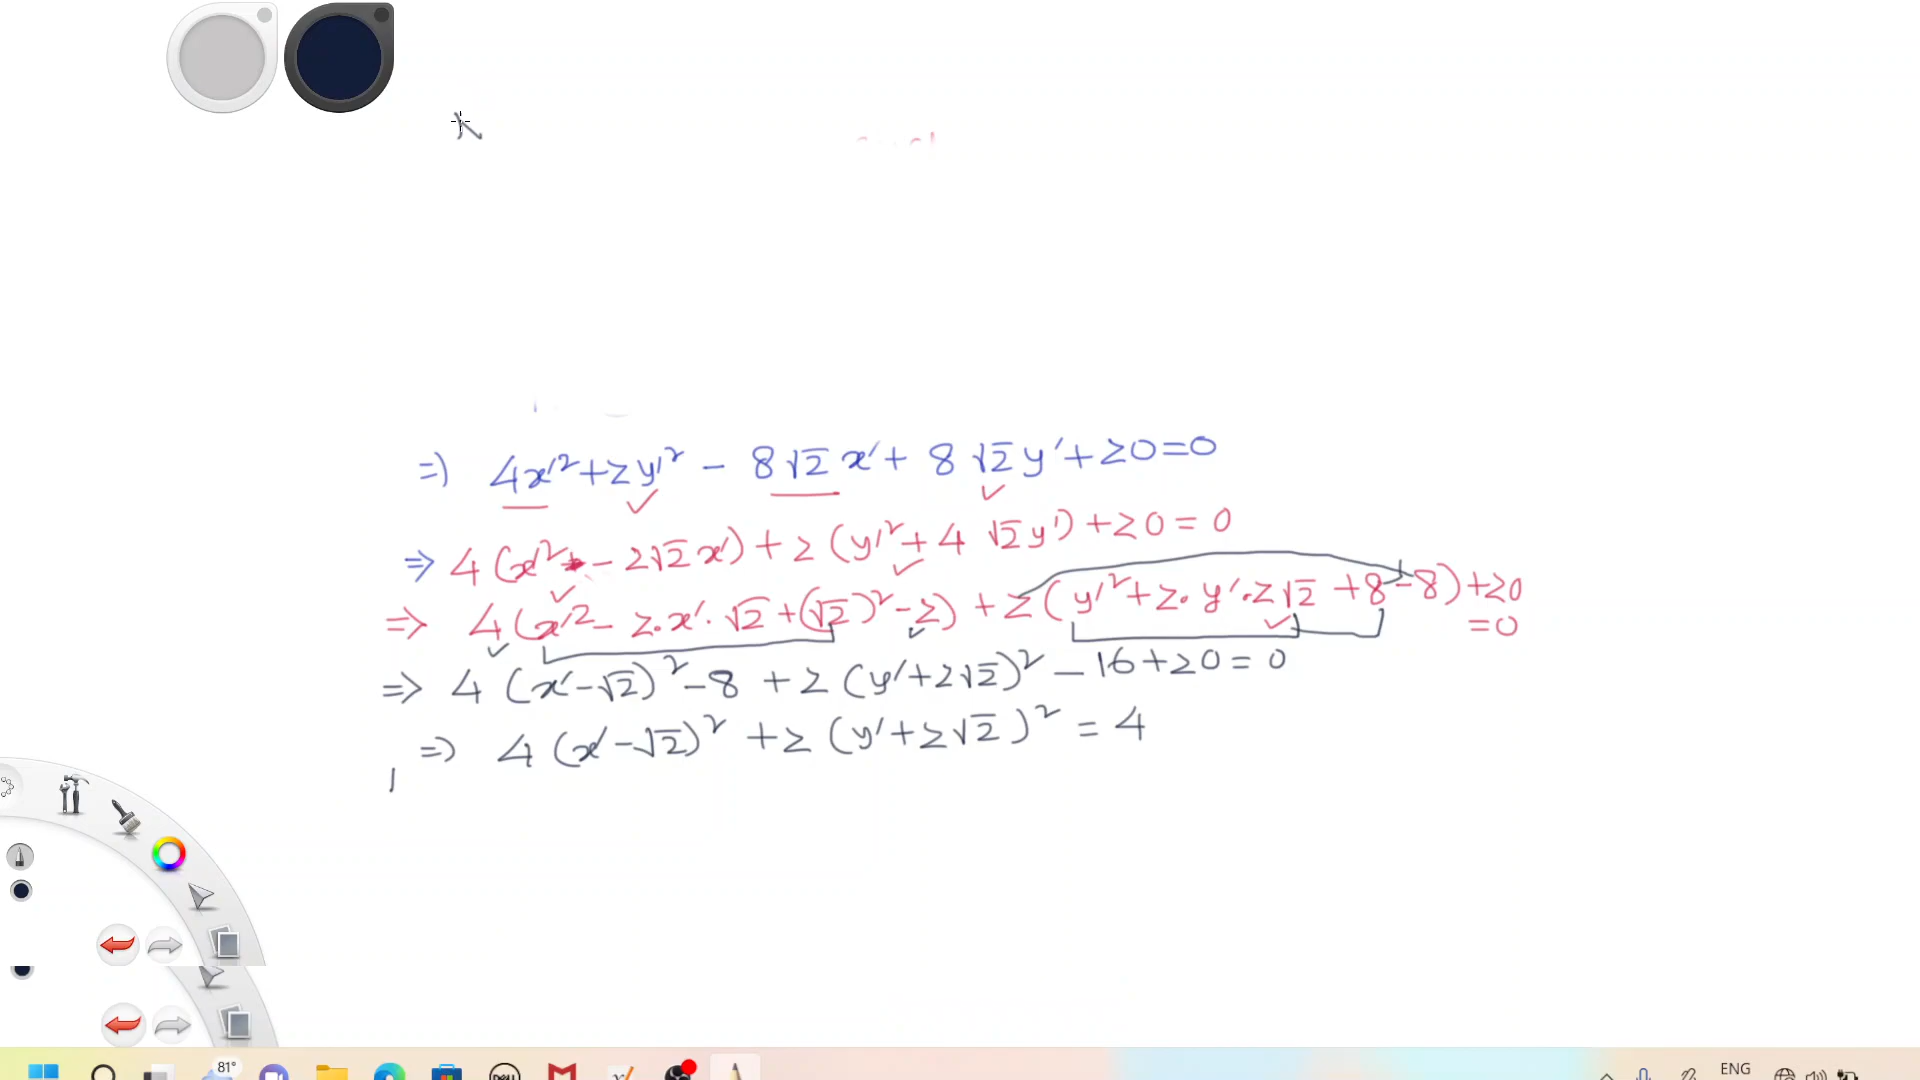 =) 4x'² + 2y'² - 8√2 x' + 8 √2 y' + 20 = 0
=> 4 (x'² - 2√2 x') + 2 (y'² + 4 √2 y') + 20 = 0
=> 4 (x'² - 2. x'. √2 + (√2)² - 2) + 2 (y'² + 2. y'. 2√2 + 8 - 8) + 20
= 0
=> 4 (x' - √2)² - 8 + 2 (y' + 2√2)² - 16 + 20 = 0
=) 4 (x' - √2)² + 2 (y' + 2√2)² = 4
81°
DELL
ENG